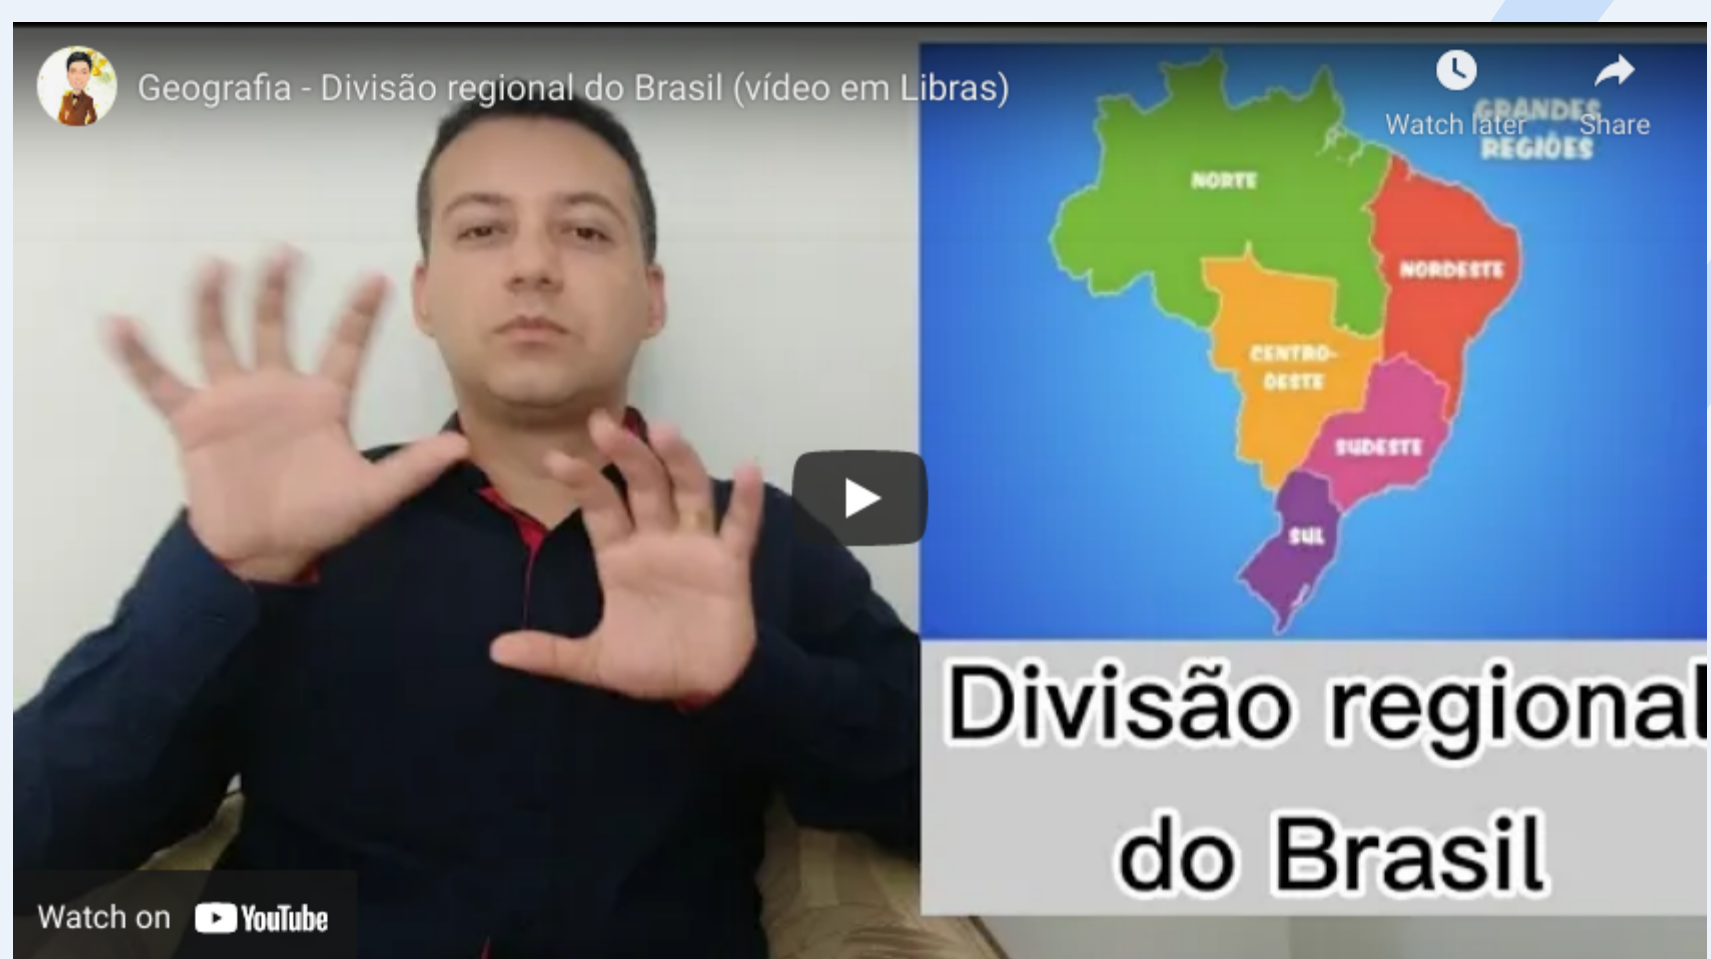 Geografia - Divisão regional do Brasil (vídeo em Libras)
Watch later
Share
GRANDES
REGIÕES
NORTE
NORDESTE
CENTRO-
OESTE
SUDESTE
SUL
Divisão regional
do Brasil
Watch on YouTube